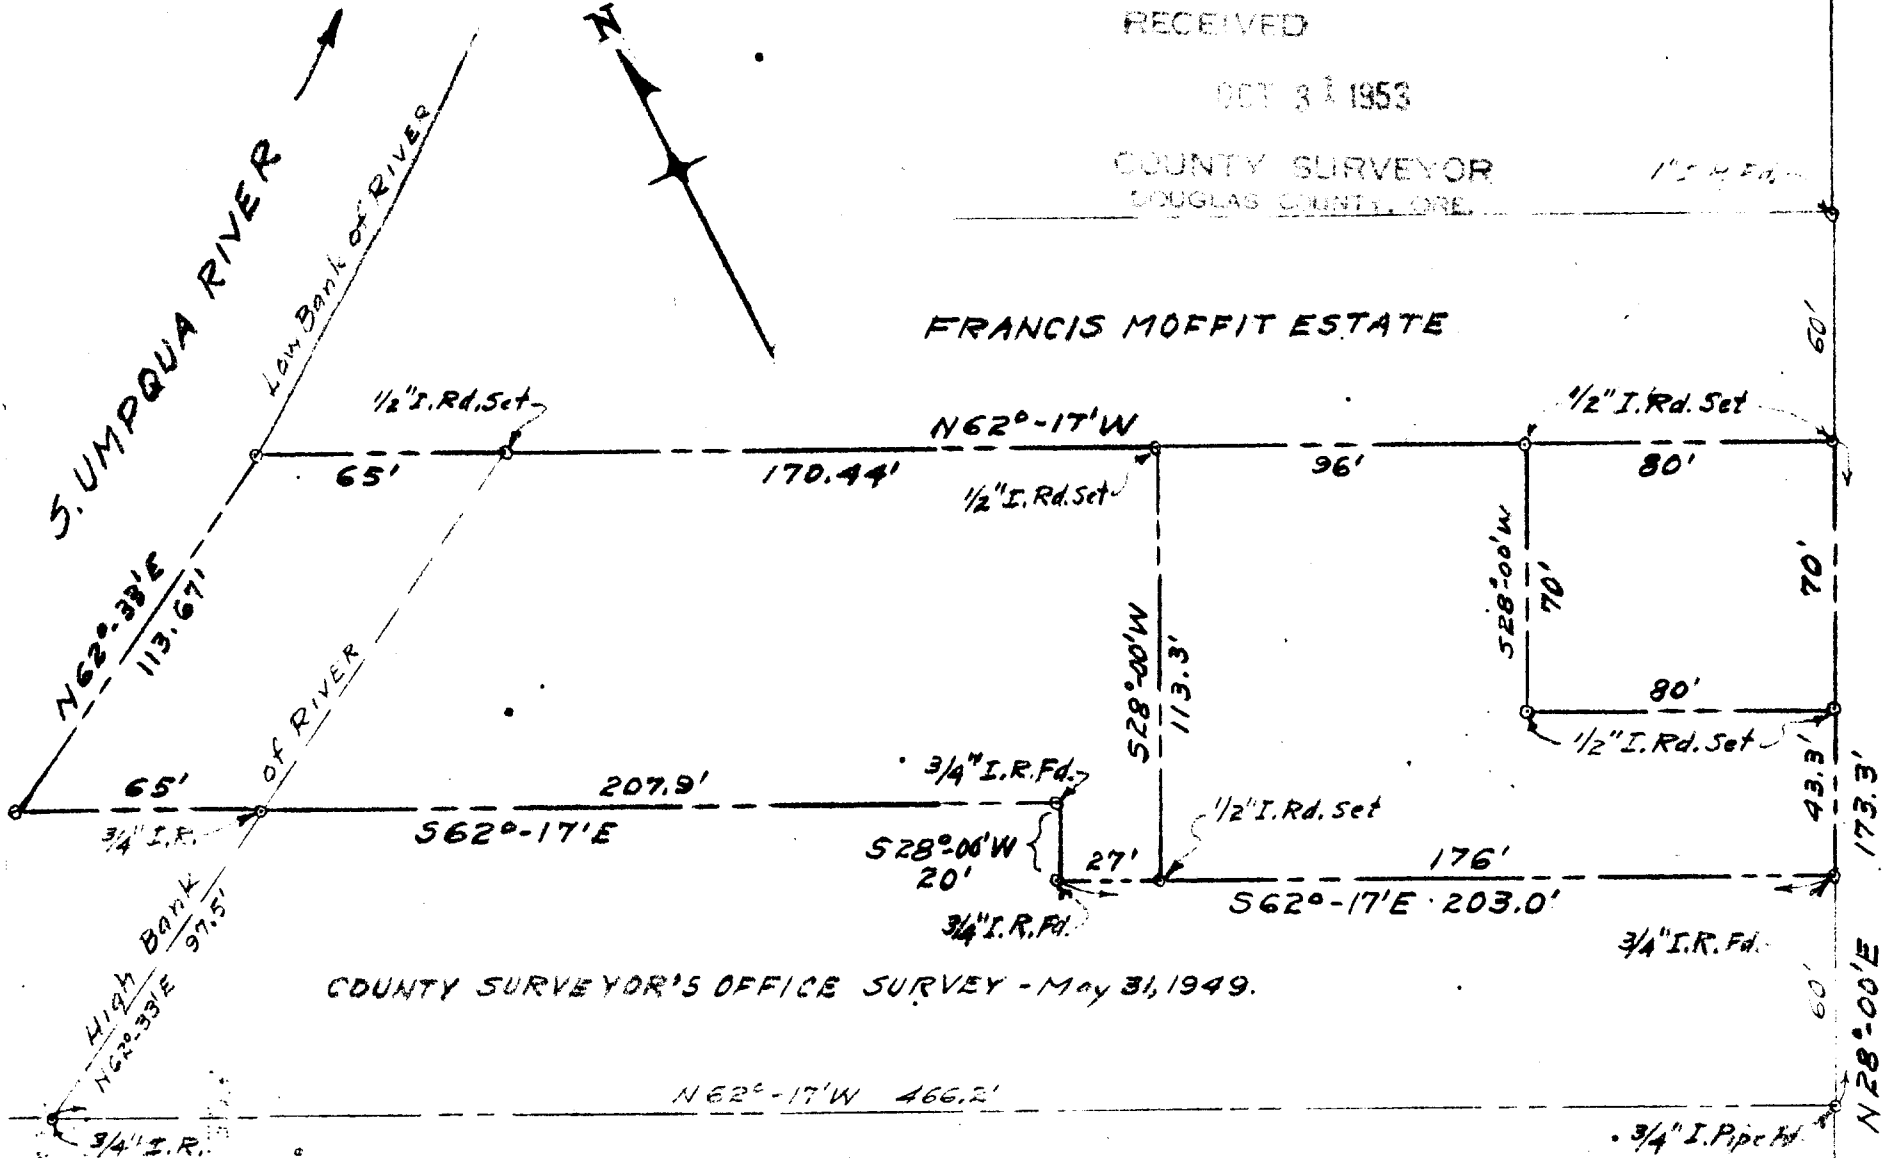 N
RECEIVED
OCT 31 1953
COUNTY SURVEYOR
DOUGLAS COUNTY, ORE.
S. UMPQUA RIVER
Low Bank of RIVER
60'
FRANCIS MOFFIT ESTATE
1/2" I.Rd.Set
N62°-17'W
1/2" I.Rd. Set
65'
170.44'
96'
80'
1/2" I.Rd.Set
N62°-33'E
113.67'
S28°-00'W
113.3'
S28°-00'W
70'
70'
80'
1/2" I.Rd.Set
of RIVER
65'
207.9'
3/4" I.R.Fd.
3/4" I.R.
S62°-17'E
1/2" I.Rd.Set
43.3'
173.3'
S28°-00'W
20'
27'
176'
S62°-17'E 203.0'
3/4" I.R.Fd.
3/4" I.R.Fd.
High Bank
N62°-33'E 97.5'
COUNTY SURVEYOR'S OFFICE SURVEY - May 31, 1949.
60'
N28°-00'E
N62°-17'W 466.2'
3/4" I.R.
3/4" I.Pipe Fd.